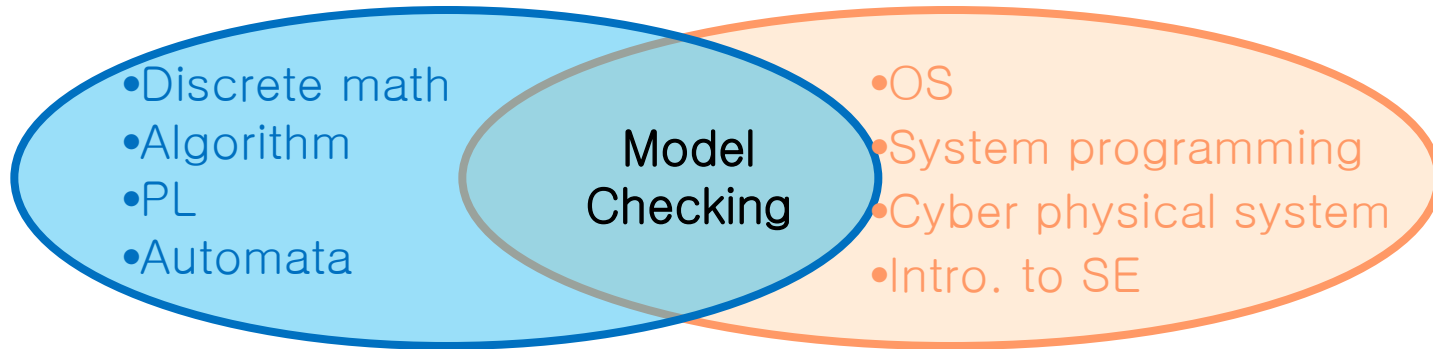 •Discrete math
•Algorithm
•PL
•Automata
Model
Checking
•OS
•System programming
•Cyber physical system
•Intro. to SE